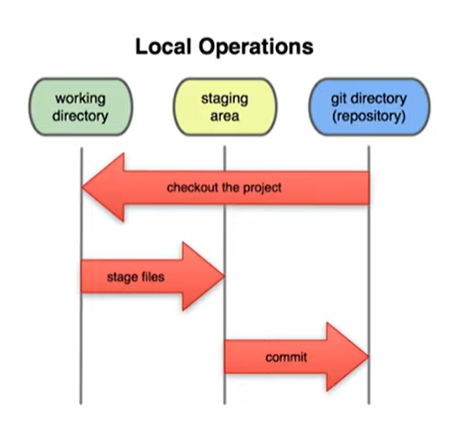 Local Operations
working
directory
staging
area
git directory
(repository)
checkout the project
stage files
commit